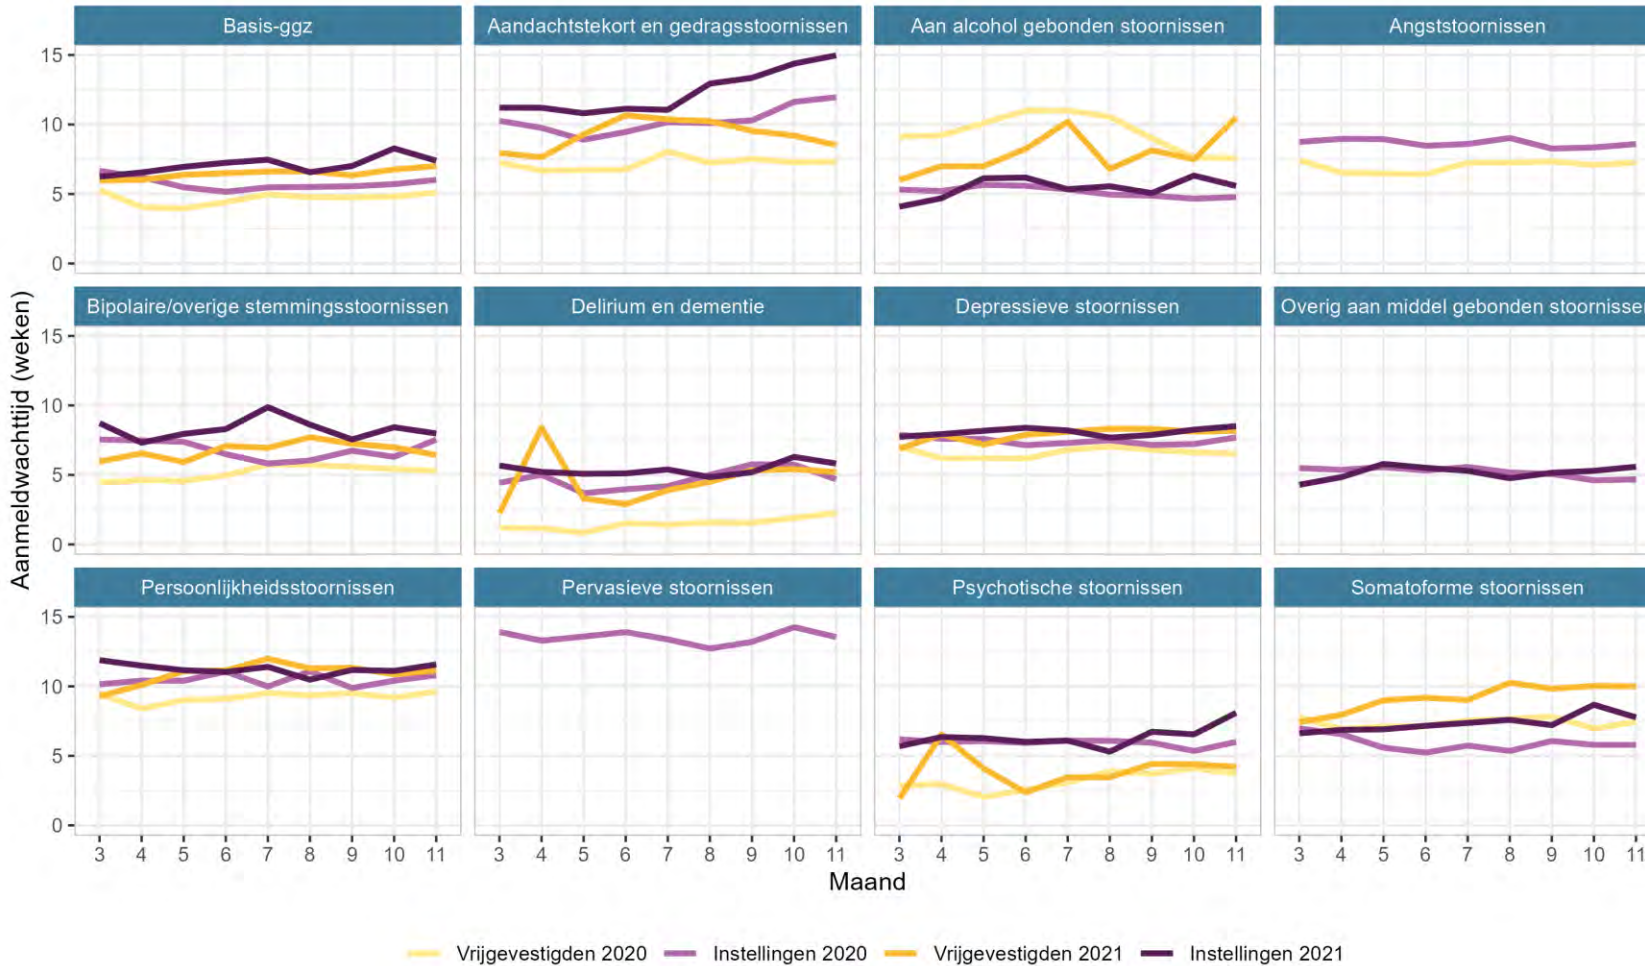 Basis-ggz
Aandachtstekort en gedragsstoornissen
Aan alcohol gebonden stoornissen
Angststoornissen
15
10
5
0
Bipolaire/overige stemmingsstoornissen
Delirium en dementie
Depressieve stoornissen
Overig aan middel gebonden stoornissen
15
10
5
0
Aanmeldwachttijd (weken)
Persoonlijkheidsstoornissen
Pervasieve stoornissen
Psychotische stoornissen
Somatoforme stoornissen
15
10
5
0
3 4 5 6 7 8 9 10 11
3 4 5 6 7 8 9 10 11
3 4 5 6 7 8 9 10 11
3 4 5 6 7 8 9 10 11
Maand
Vrijgevestigden 2020
Instellingen 2020
Vrijgevestigden 2021
Instellingen 2021